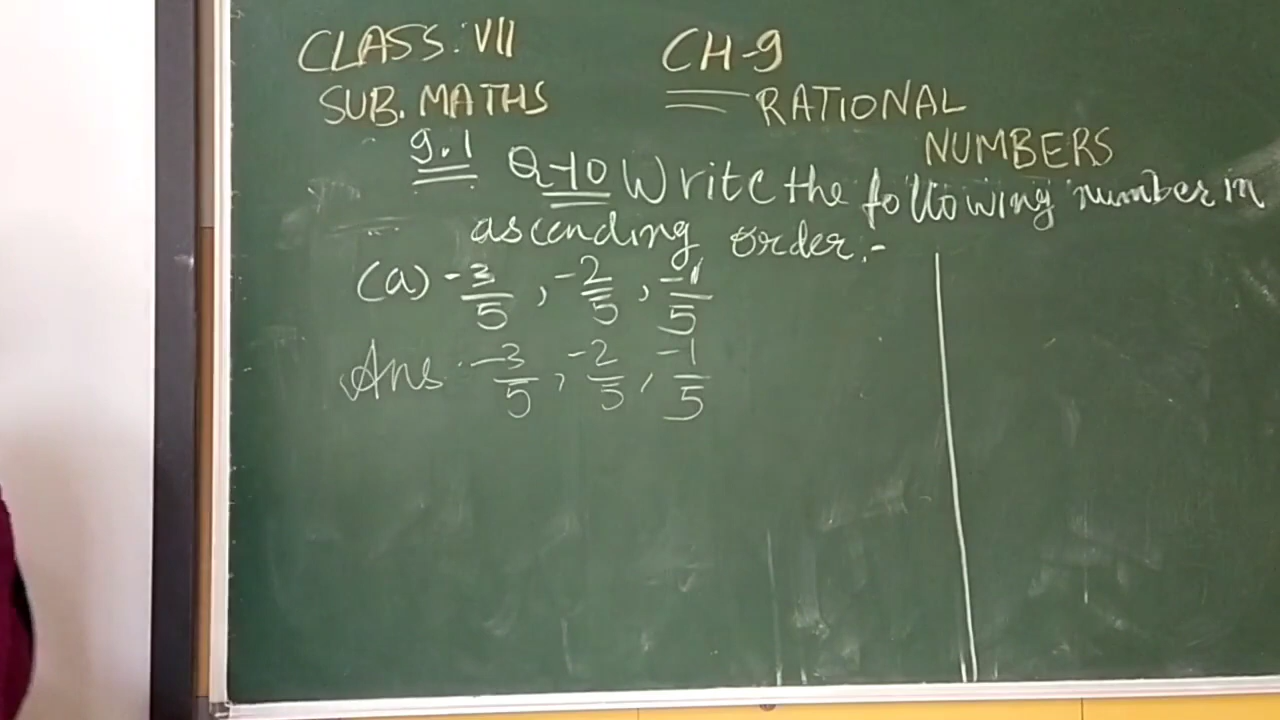 CLASS: VII
SUB. MATHS
CH-9
RATIONAL
NUMBERS
9.1 Q-10 Write the following number in
ascending order:-
(a) -3/5, -2/5, -1/5
Ans. -3/5, -2/5, -1/5